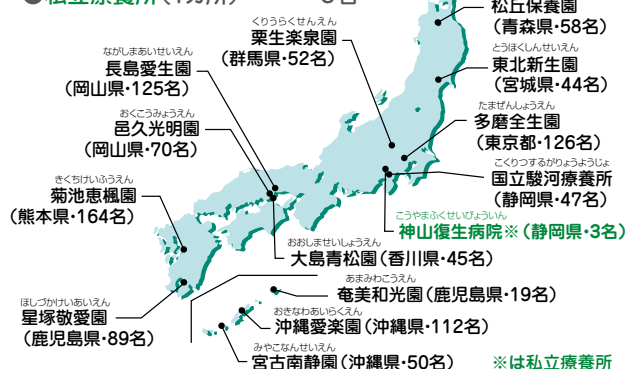 私立療養所(1カ所)
松丘保養園
(青森県・58名)
くりうらくせんえん
栗生楽泉園
(群馬県・52名)
とうほくしんせいえん
東北新生園
(宮城県・44名)
ながしまあいせいえん
長島愛生園
(岡山県・125名)
たまぜんしょうえん
多磨全生園
(東京都・126名)
おくこうみょうえん
邑久光明園
(岡山県・70名)
こくりつするがりょうようじょ
国立駿河療養所
(静岡県・47名)
きくちけいふうえん
菊池恵楓園
(熊本県・164名)
こうやまふくせいびょういん
神山復生病院※(静岡県・3名)
おおしませいしょうえん
大島青松園(香川県・45名)
あまみわこうえん
奄美和光園(鹿児島県・19名)
ほしづかけいあいえん
星塚敬愛園
(鹿児島県・89名)
おきなわあいらくえん
沖縄愛楽園(沖縄県・112名)
みやこなんせいえん
宮古南静園(沖縄県・50名)
※は私立療養所